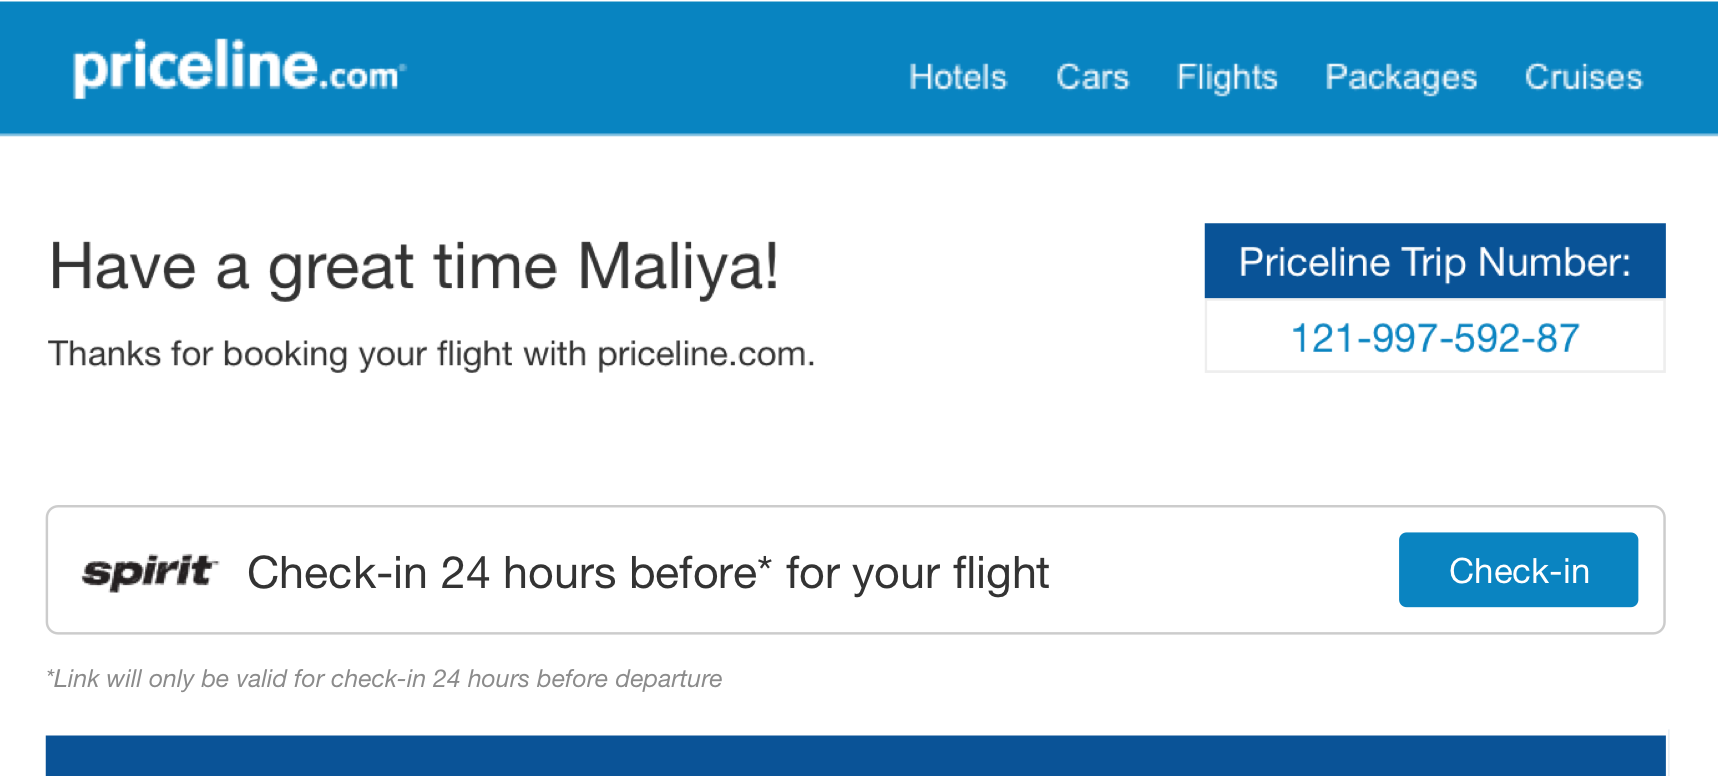 priceline.com®
Hotels Cars Flights Packages Cruises
Have a great time Maliya!
Thanks for booking your flight with priceline.com.
Priceline Trip Number:
121-997-592-87
spirit Check-in 24 hours before* for your flight
Check-in
*Link will only be valid for check-in 24 hours before departure